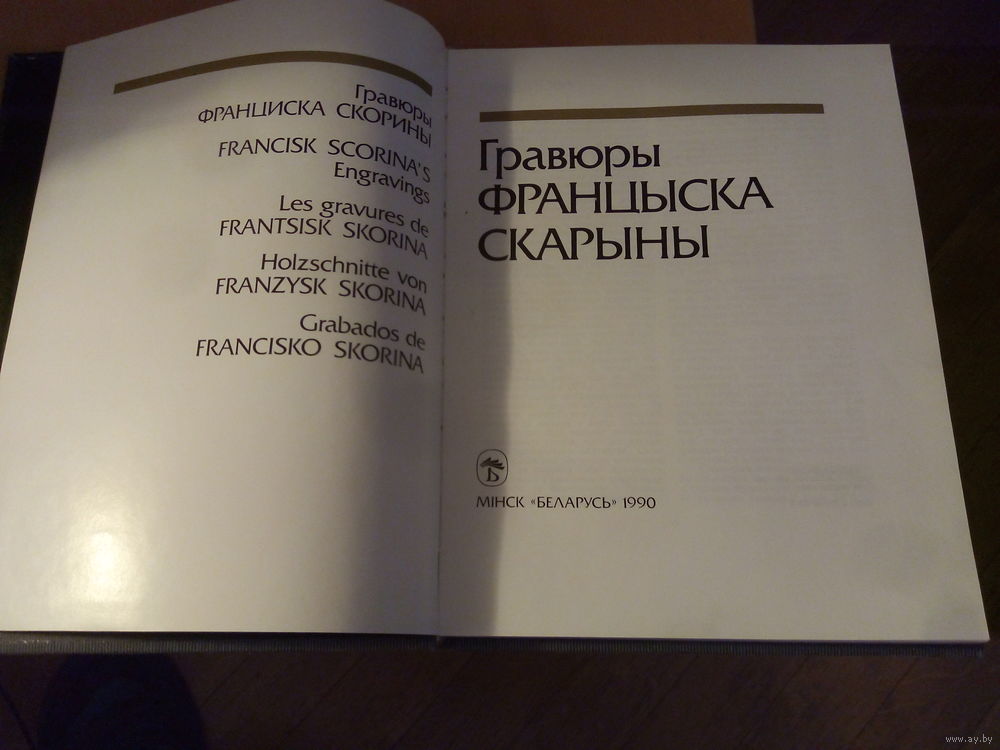 Гравюры
ФРАНЦИСКА СКОРИНЫ
FRANCISK SCORINA'S
Engravings
Les gravures de
FRANTSISK SKORINA
Holzschnitte von
FRANZYSK SKORINA
Grabados de
FRANCISKO SKORINA
Гравюры
ФРАНЦЫСКА
СКАРЫНЫ
Б
МІНСК «БЕЛАРУСЬ» 1990
www.ay.by